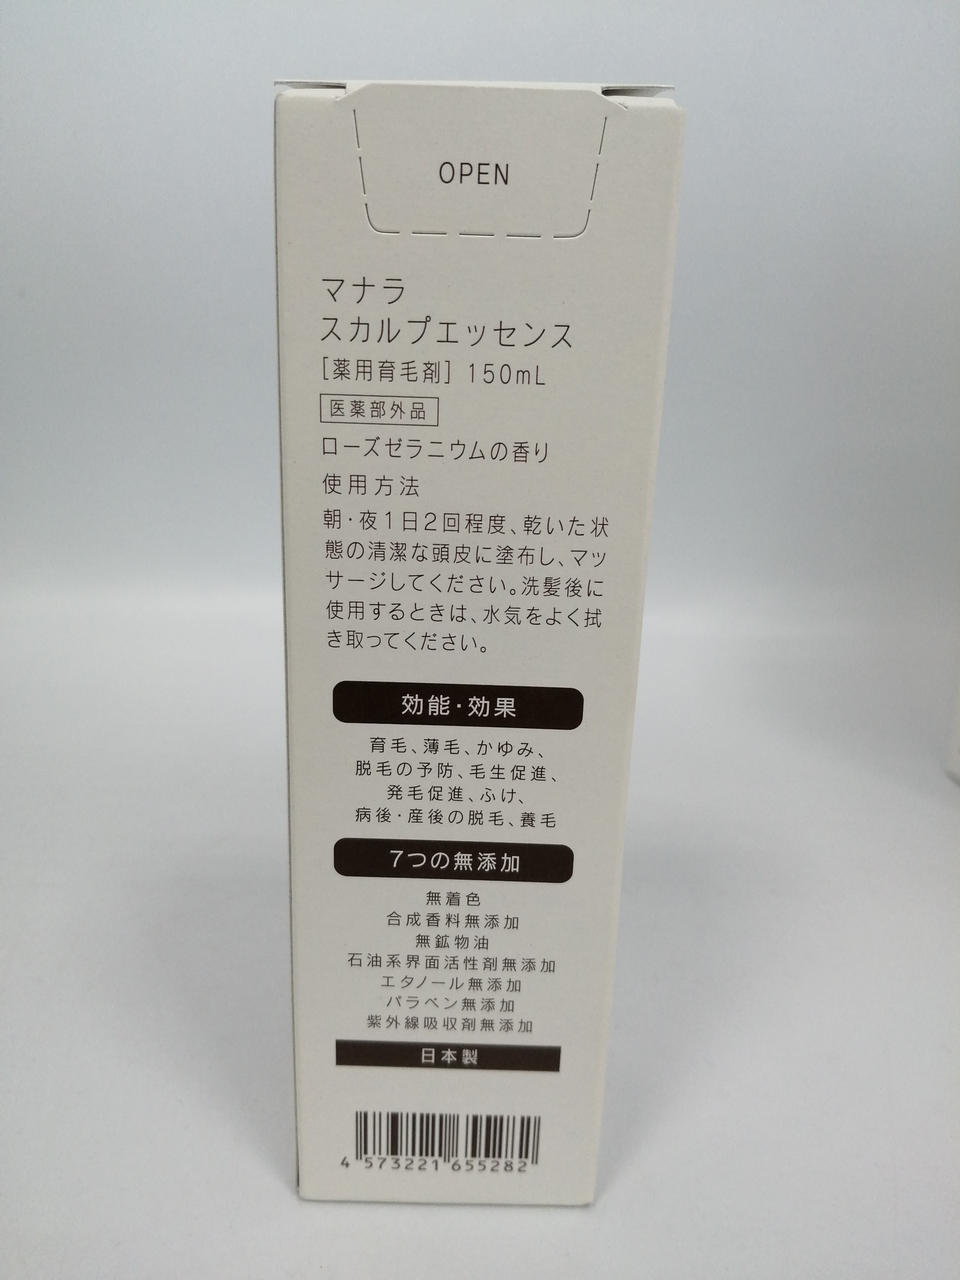 OPEN
マナラ
スカルプエッセンス
[薬用育毛剤] 150mL
医薬部外品
ローズゼラニウムの香り
使用方法
朝・夜1日2回程度、乾いた状
態の清潔な頭皮に塗布し、マッ
サージしてください。洗髪後に
使用するときは、水気をよく拭
き取ってください。
効能・効果
育毛、薄毛、かゆみ、
脱毛の予防、毛生促進、
発毛促進、ふけ、
病後・産後の脱毛、養毛
7つの無添加
無着色
合成香料無添加
無鉱物油
石油系界面活性剤無添加
エタノール無添加
パラベン無添加
紫外線吸収剤無添加
日本製
4 573221 655282